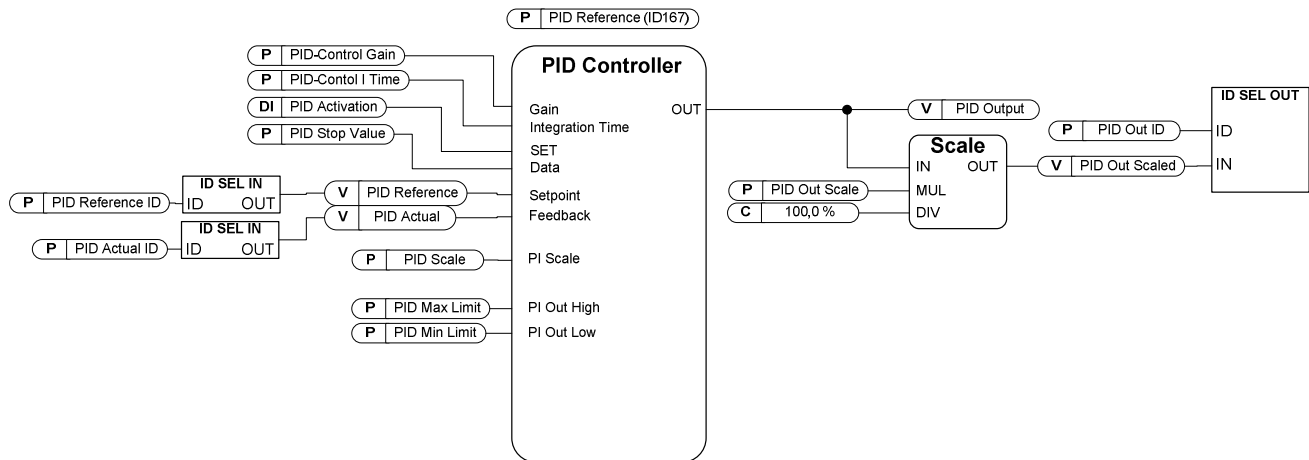 P PID Reference (ID167)
PID Controller
P PID-Control Gain
P PID-Contol I Time
DI PID Activation
P PID Stop Value
Gain
Integration Time
SET
Data
OUT
ID SEL IN
P PID Reference ID
ID OUT
V PID Reference
Setpoint
ID SEL IN
P PID Actual ID
ID OUT
V PID Actual
Feedback
P PID Scale
PI Scale
P PID Max Limit
PI Out High
P PID Min Limit
PI Out Low
V PID Output
Scale
IN OUT
P PID Out Scale
MUL
C 100,0 %
DIV
V PID Out Scaled
P PID Out ID
ID SEL OUT
ID
IN